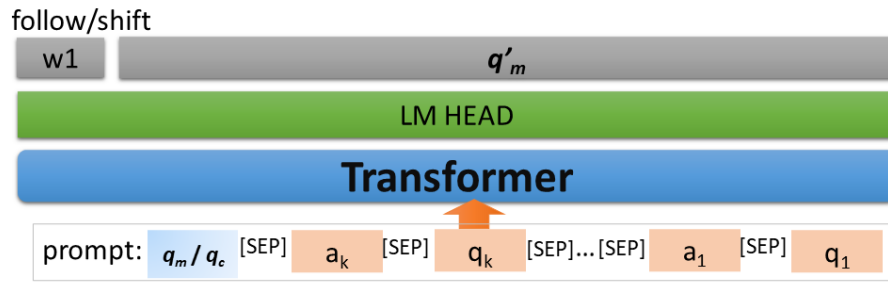 follow/shift
w1 q'm
LM HEAD
Transformer
prompt: qm / qc [SEP] ak [SEP] qk [SEP]...[SEP] a1 [SEP] q1